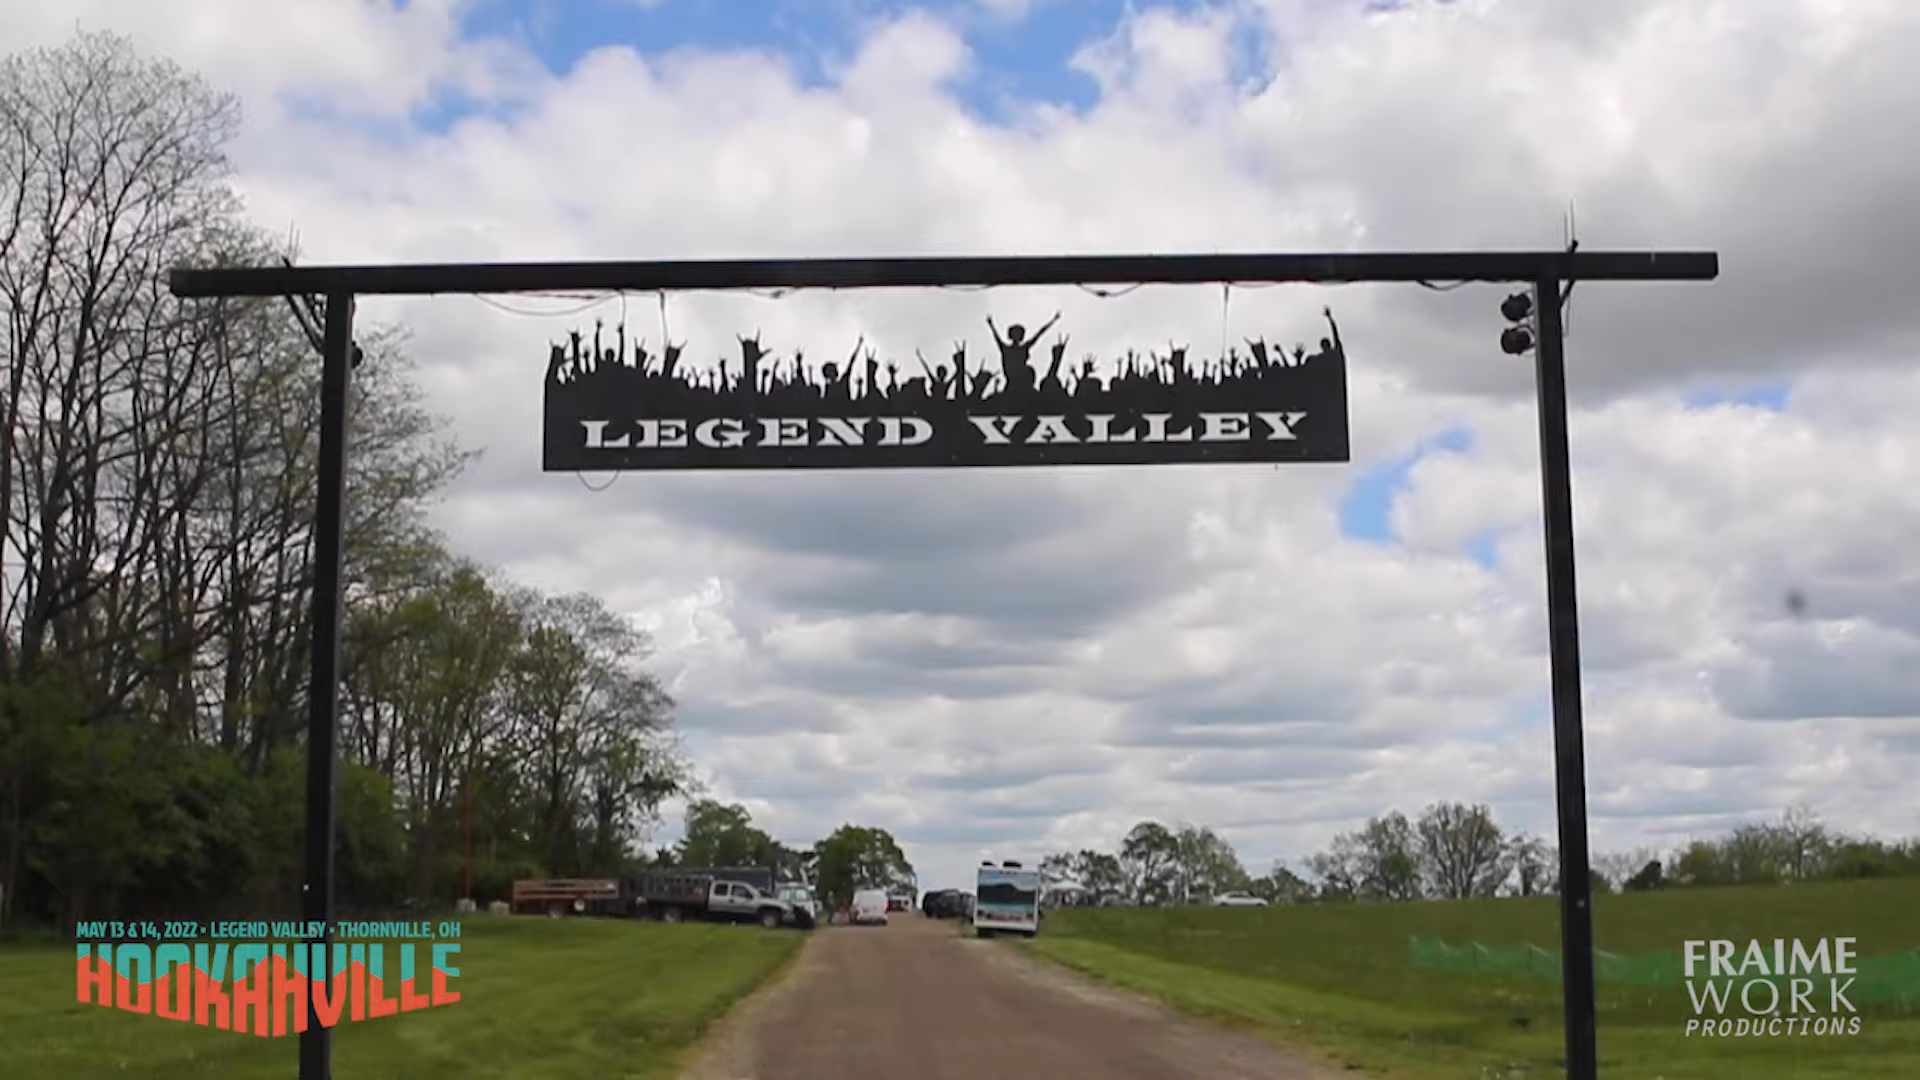 LEGEND VALLEY
MAY 13 & 14, 2022 • LEGEND VALLEY • THORNVILLE, OH
HOOKAHVILLE
FRAIME
WORK
PRODUCTIONS